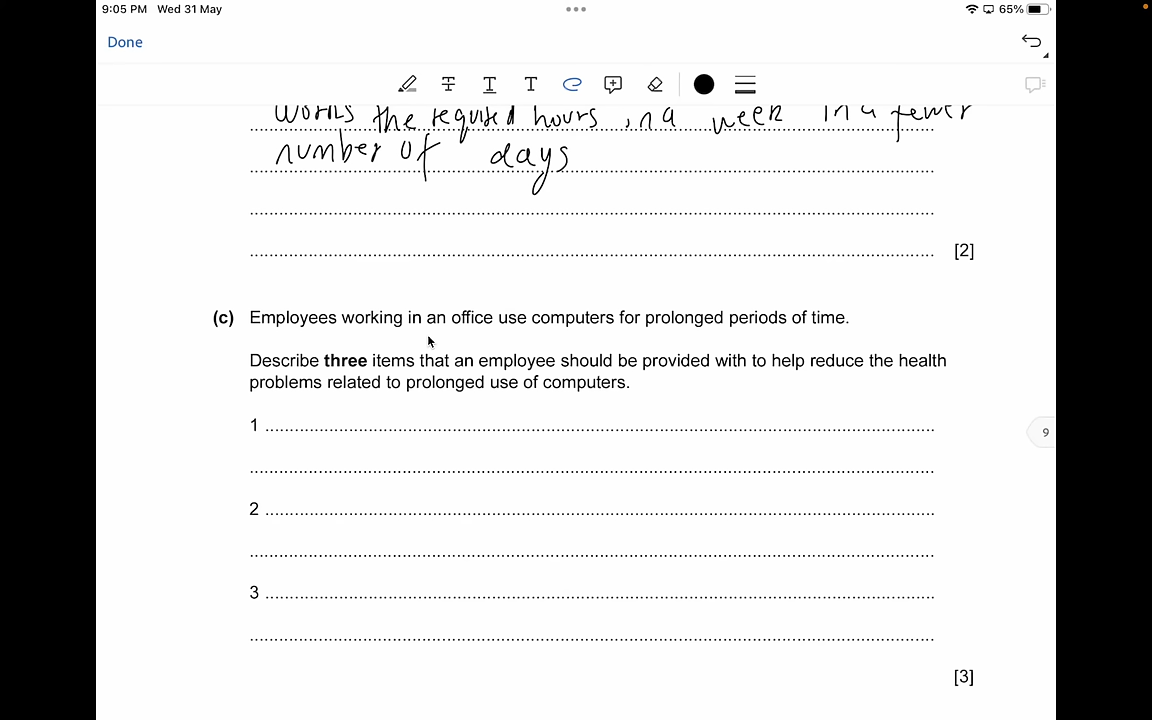 9:05 PM Wed 31 May
65%
Done
T T T
works the required hours in a week in a fewer
number of days
[2]
(c) Employees working in an office use computers for prolonged periods of time.
Describe three items that an employee should be provided with to help reduce the health
problems related to prolonged use of computers.
1
2
3
[3]
9